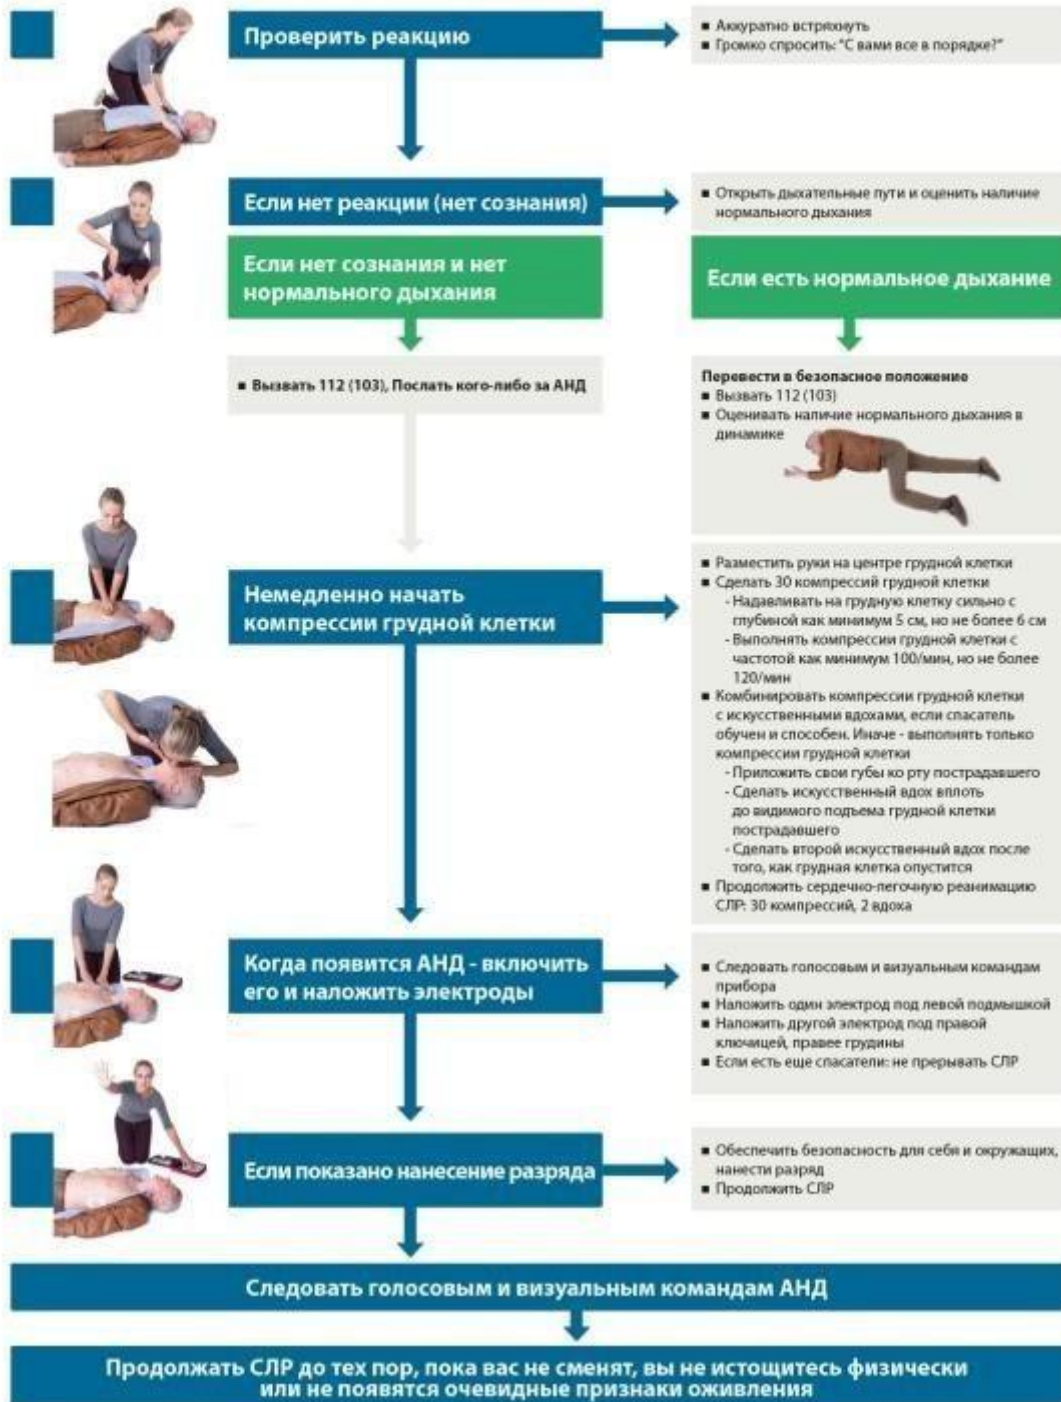 Проверить реакцию
■ Аккуратно встряхнуть
■ Громко спросить: "С вами все в порядке?"
Если нет реакции (нет сознания)
■ Открыть дыхательные пути и оценить наличие
нормального дыхания
Если нет сознания и нет
нормального дыхания
Если есть нормальное дыхание
■ Вызвать 112 (103), Послать кого-либо за АНД
Перевести в безопасное положение
■ Вызвать 112 (103)
■ Оценивать наличие нормального дыхания в
динамике
Немедленно начать
компрессии грудной клетки
■ Разместить руки на центре грудной клетки
■ Сделать 30 компрессий грудной клетки
- Надавливать на грудную клетку сильно с
глубиной как минимум 5 см, но не более 6 см
- Выполнять компрессии грудной клетки с
частотой как минимум 100/мин, но не более
120/мин
■ Комбинировать компрессии грудной клетки
с искусственными вдохами, если спасатель
обучен и способен. Иначе - выполнять только
компрессии грудной клетки
- Приложить свои губы ко рту пострадавшего
- Сделать искусственный вдох вплоть
до видимого подъема грудной клетки
пострадавшего
- Сделать второй искусственный вдох после
того, как грудная клетка опустится
■ Продолжить сердечно-легочную реанимацию
СЛР: 30 компрессий, 2 вдоха
Когда появится АНД - включить
его и наложить электроды
■ Следовать голосовым и визуальным командам
прибора
■ Наложить один электрод под левой подмышкой
■ Наложить другой электрод под правой
ключицей, правее грудины
■ Если есть еще спасатели: не прерывать СЛР
Если показано нанесение разряда
■ Обеспечить безопасность для себя и окружащих,
нанести разряд
■ Продолжить СЛР
Следовать голосовым и визуальным командам АНД
Продолжать СЛР до тех пор, пока вас не сменят, вы не истощитесь физически
или не появятся очевидные признаки оживления